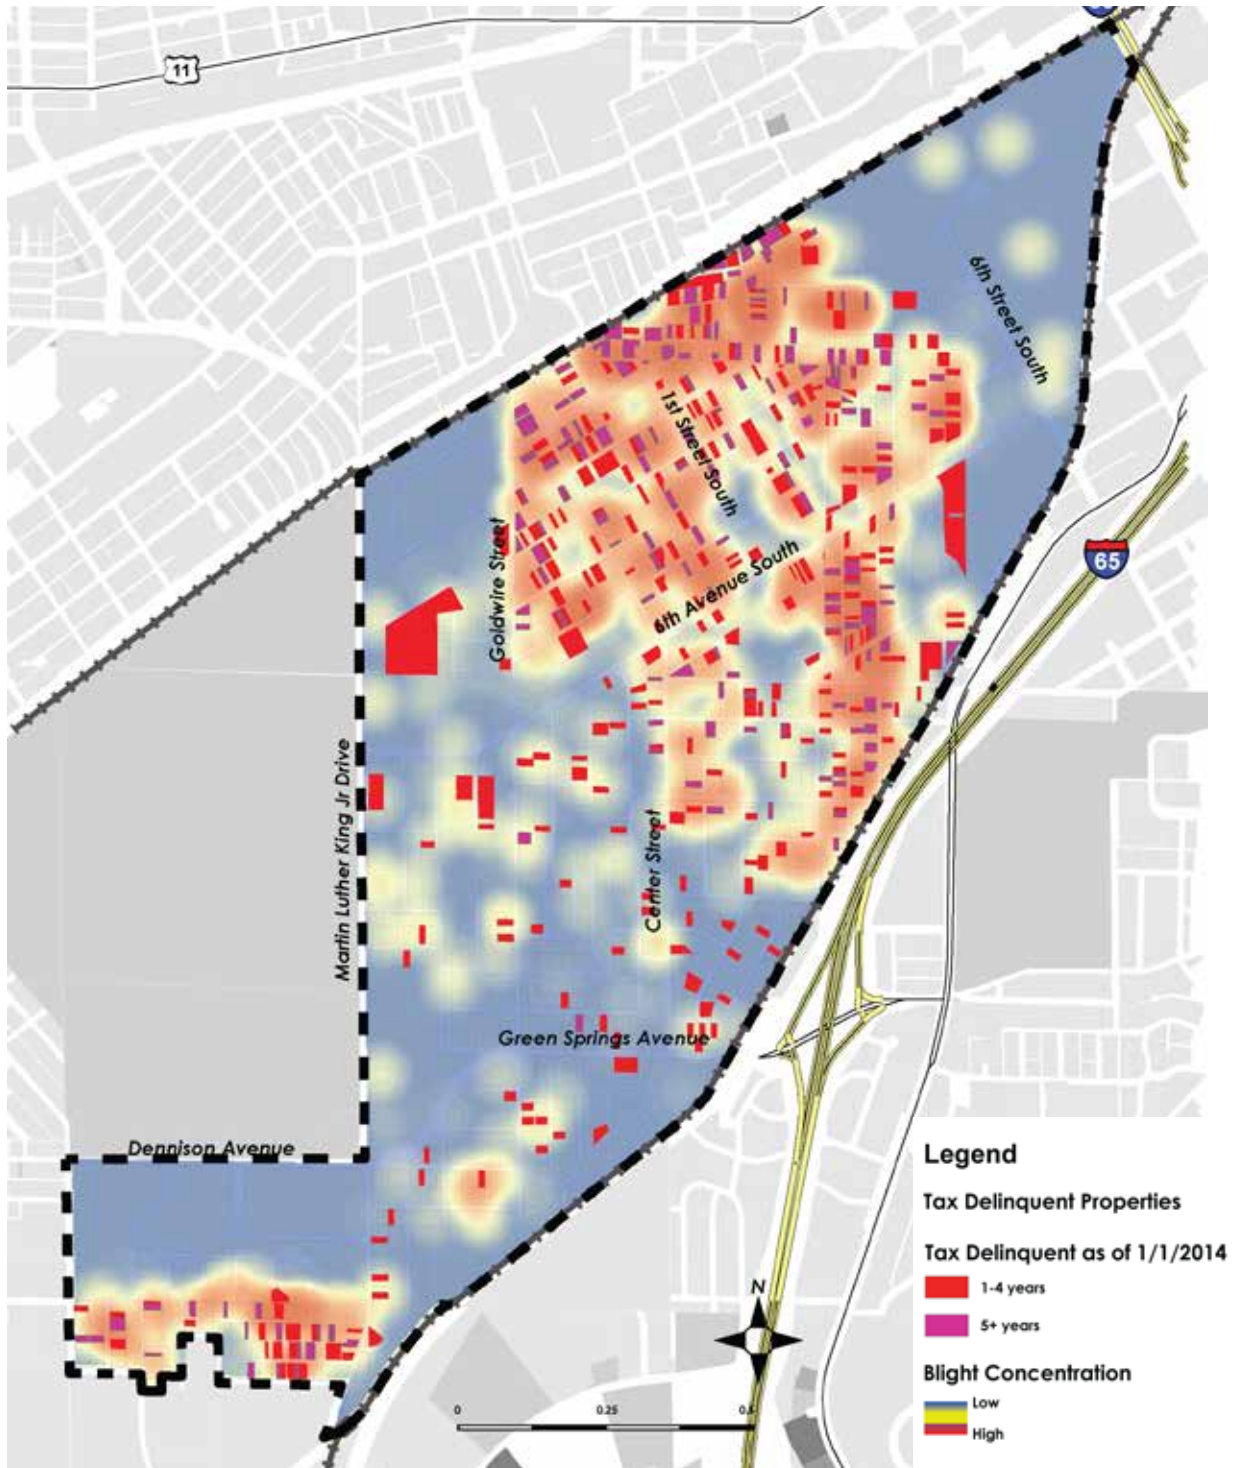 11
6th Street South
1st Street South
Goldwire Street
6th Avenue South
65
Martin Luther King Jr Drive
Center Street
Green Springs Avenue
Dennison Avenue
Legend
Tax Delinquent Properties
Tax Delinquent as of 1/1/2014
1-4 years
5+ years
Blight Concentration
Low
High
N
0
0.25